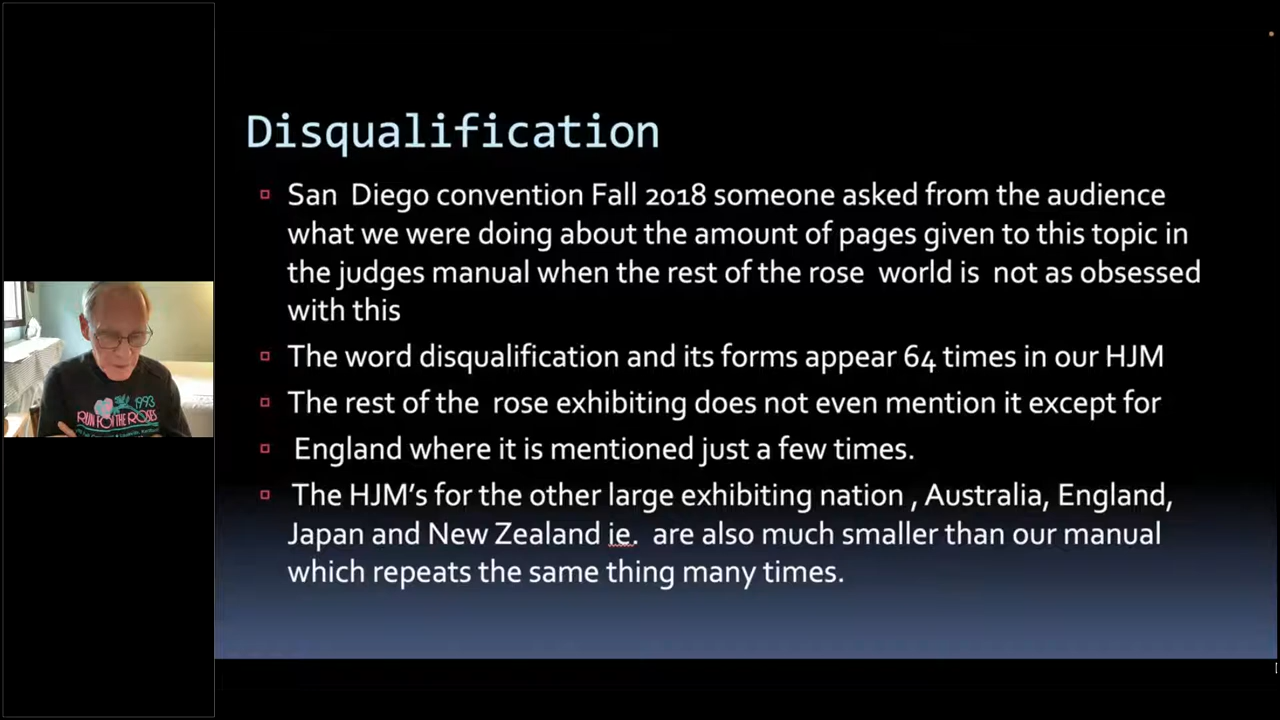 Disqualification
San Diego convention Fall 2018 someone asked from the audience
what we were doing about the amount of pages given to this topic in
the judges manual when the rest of the rose world is not as obsessed
with this
The word disqualification and its forms appear 64 times in our HJM
The rest of the rose exhibiting does not even mention it except for
England where it is mentioned just a few times.
The HJM's for the other large exhibiting nation , Australia, England,
Japan and New Zealand ie. are also much smaller than our manual
which repeats the same thing many times.
1993
RUN FOR THE ROSES